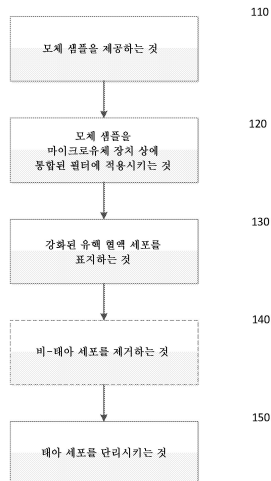 110
모체 샘플을 제공하는 것
120
모체 샘플을
마이크로유체 장치 상에
통합된 필터에 적용시키는 것
130
강화된 유핵 혈액 세포를
표지하는 것
140
비-태아 세포를 제거하는 것
150
태아 세포를 단리시키는 것